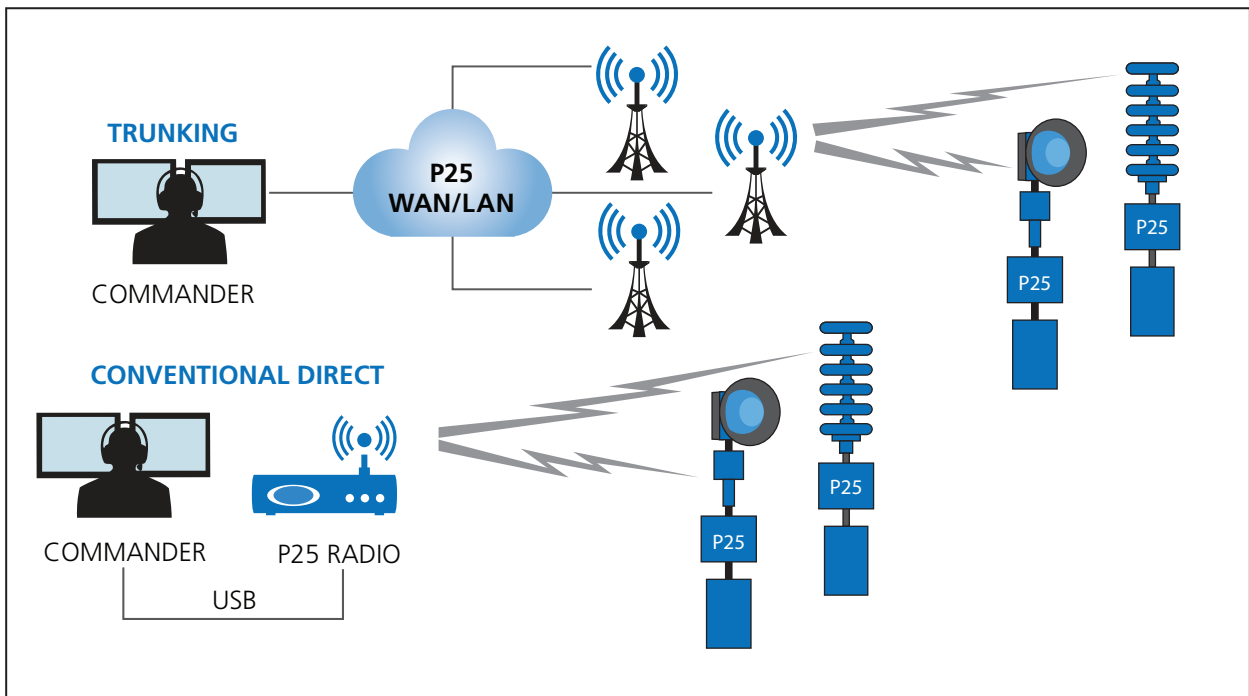 TRUNKING
COMMANDER
P25
WAN/LAN
P25
P25
CONVENTIONAL DIRECT
COMMANDER
P25 RADIO
USB
P25
P25